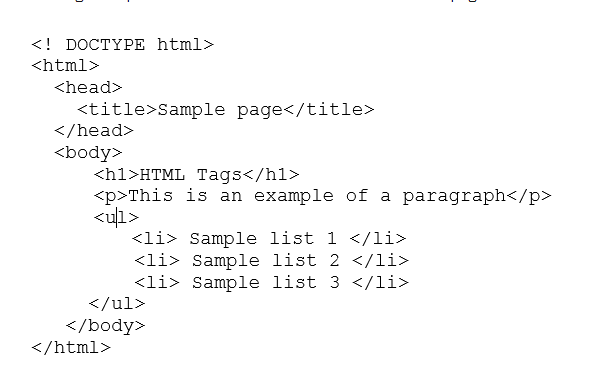 <! DOCTYPE html>
<html>
<head>
<title>Sample page</title>
</head>
<body>
<h1>HTML Tags</h1>
<p>This is an example of a paragraph</p>
<ul>
<li> Sample list 1 </li>
<li> Sample list 2 </li>
<li> Sample list 3 </li>
</ul>
</body>
</html>